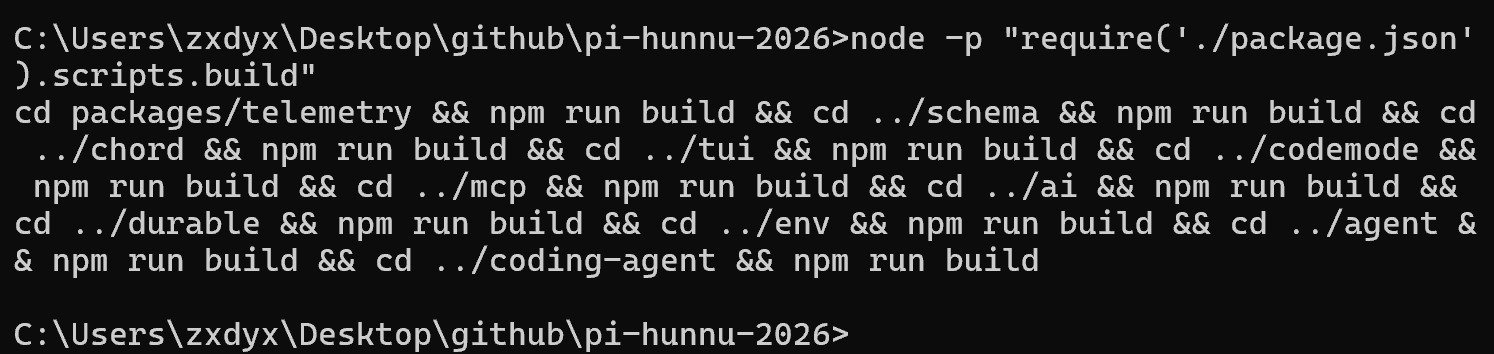 C:\Users\zxdyx\Desktop\github\pi-hunnu-2026>node -p "require('./package.json'
).scripts.build"
cd packages/telemetry && npm run build && cd ../schema && npm run build && cd
 ../chord && npm run build && cd ../tui && npm run build && cd ../codemode &&
 npm run build && cd ../mcp && npm run build && cd ../ai && npm run build &&
cd ../durable && npm run build && cd ../env && npm run build && cd ../agent &
& npm run build && cd ../coding-agent && npm run build
C:\Users\zxdyx\Desktop\github\pi-hunnu-2026>